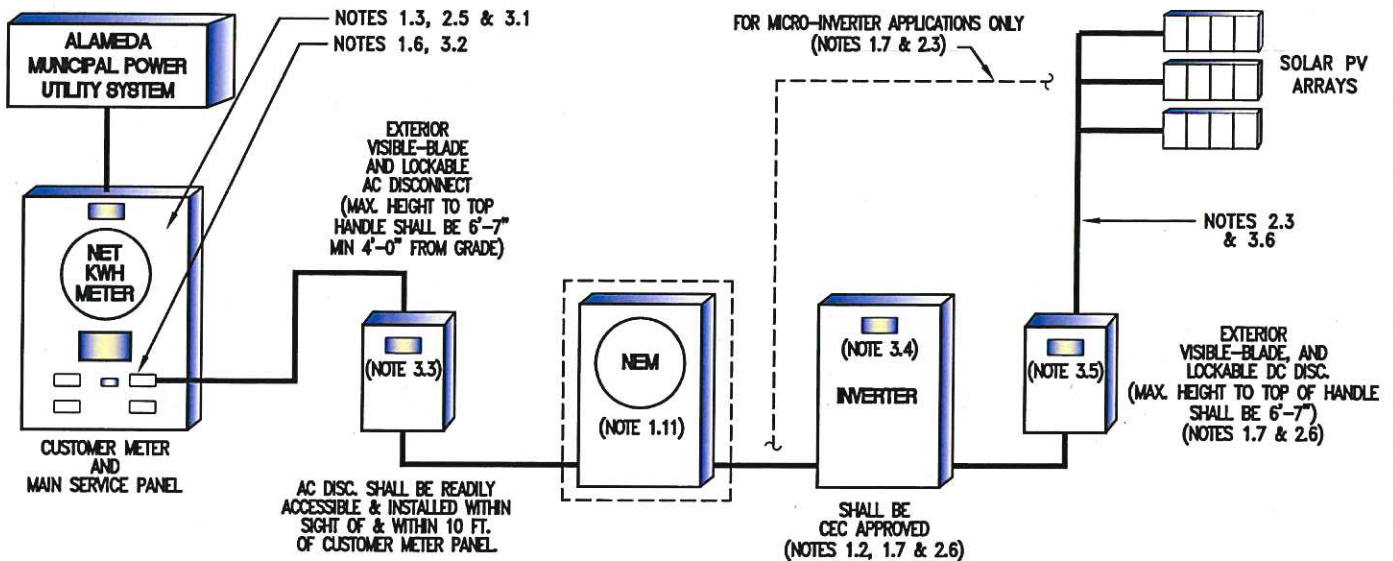 ALAMEDA
MUNICIPAL POWER
UTILITY SYSTEM
NOTES 1.3, 2.5 & 3.1
NOTES 1.6, 3.2
FOR MICRO-INVERTER APPLICATIONS ONLY
(NOTES 1.7 & 2.3)
SOLAR PV
ARRAYS
EXTERIOR
VISIBLE-BLADE
AND LOCKABLE
AC DISCONNECT
(MAX. HEIGHT TO TOP
HANDLE SHALL BE 6'-7"
MIN 4'-0" FROM GRADE)
NOTES 2.3
& 3.6
NET
KWH
METER
(NOTE 3.3)
NEM
(NOTE 1.11)
(NOTE 3.4)
INVERTER
(NOTE 3.5)
EXTERIOR
VISIBLE-BLADE, AND
LOCKABLE DC DISC.
(MAX. HEIGHT TO TOP OF HANDLE
SHALL BE 6'-7")
(NOTES 1.7 & 2.6)
CUSTOMER METER
AND
MAIN SERVICE PANEL
AC DISC. SHALL BE READILY
ACCESSIBLE & INSTALLED WITHIN
SIGHT OF & WITHIN 10 FT.
OF CUSTOMER METER PANEL.
SHALL BE
CEC APPROVED
(NOTES 1.2, 1.7 & 2.6)